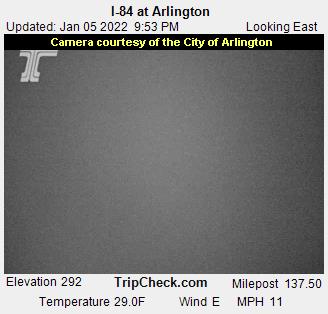 I-84 at Arlington
Updated: Jan 05 2022 9:53 PM Looking East
Camera courtesy of the City of Arlington
Elevation 292 TripCheck.com Milepost 137.50
Temperature 29.0F Wind E MPH 11